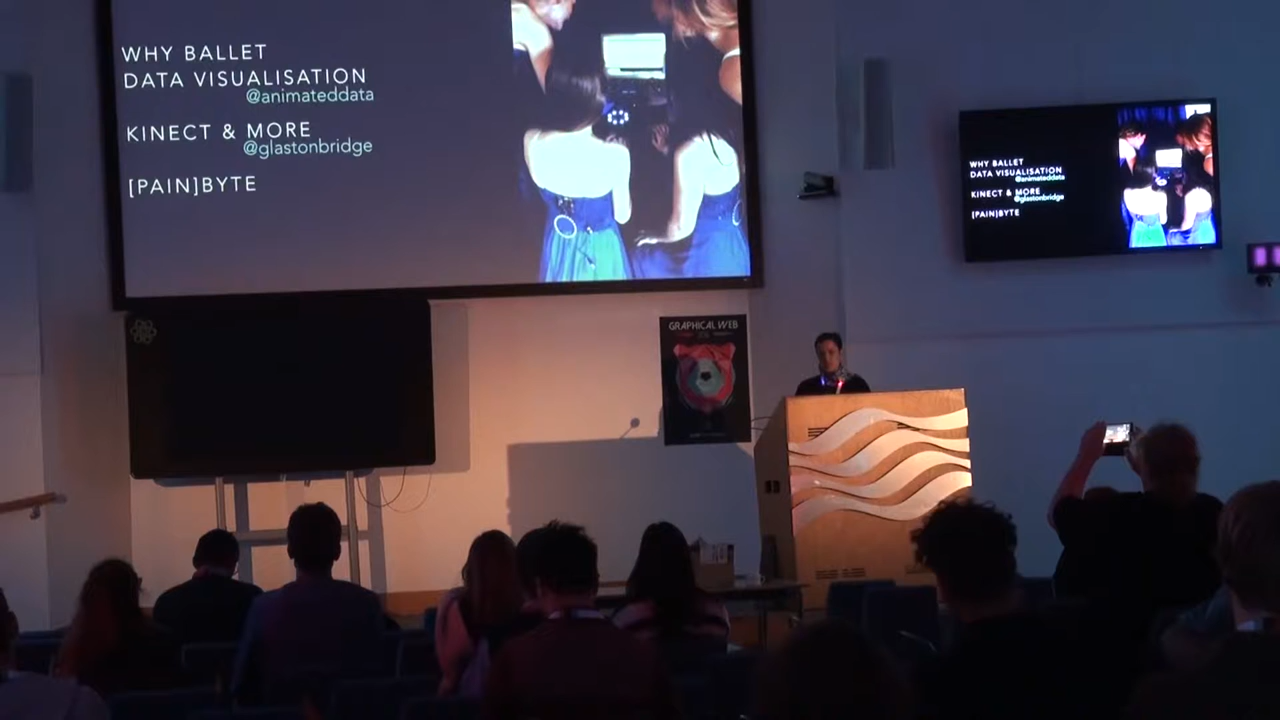 WHY BALLET
DATA VISUALISATION
@animateddata
KINECT & MORE
@glastonbridge
[PAIN]BYTE
WHY BALLET
DATA VISUALISATION
@animateddata
KINECT & MORE
@glastonbridge
[PAIN]BYTE
GRAPHICAL WEB